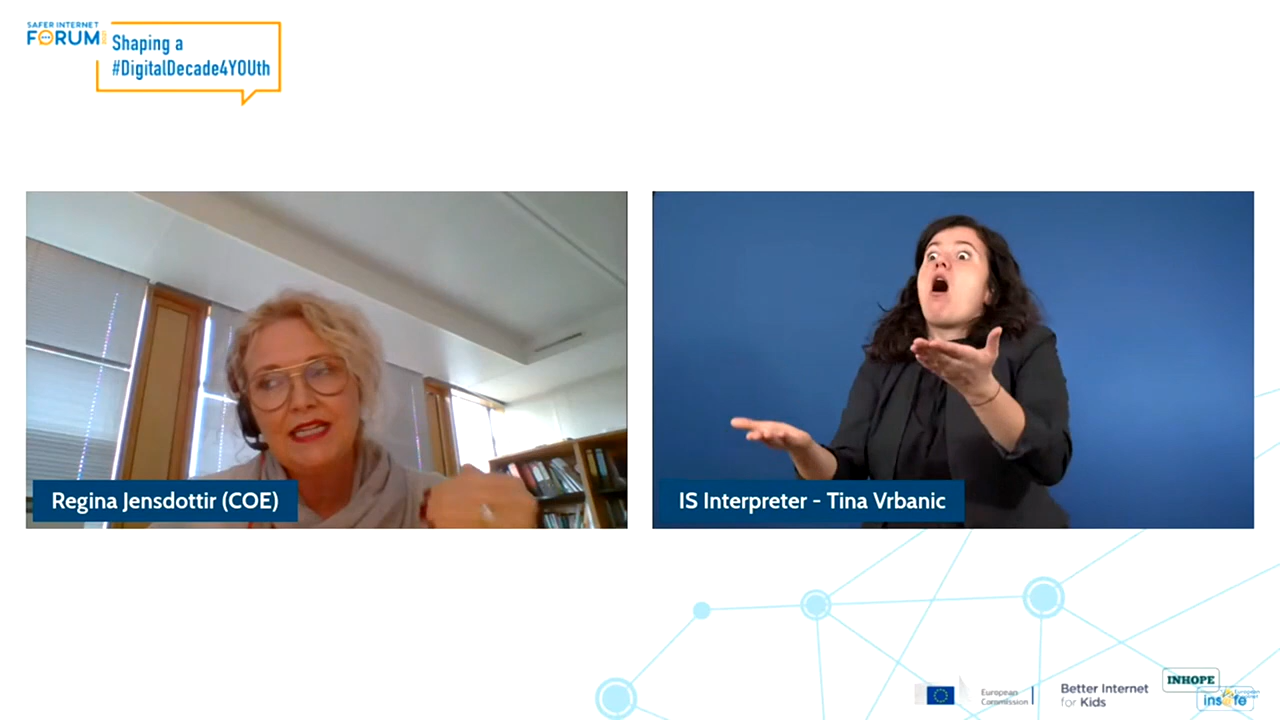 SAFER INTERNET
FORUM
Shaping a
#DigitalDecade4YOUth
Regina Jensdottir (COE)
IS Interpreter - Tina Vrbanic
European
Commission
Better Internet
for Kids
INHOPE
insafe